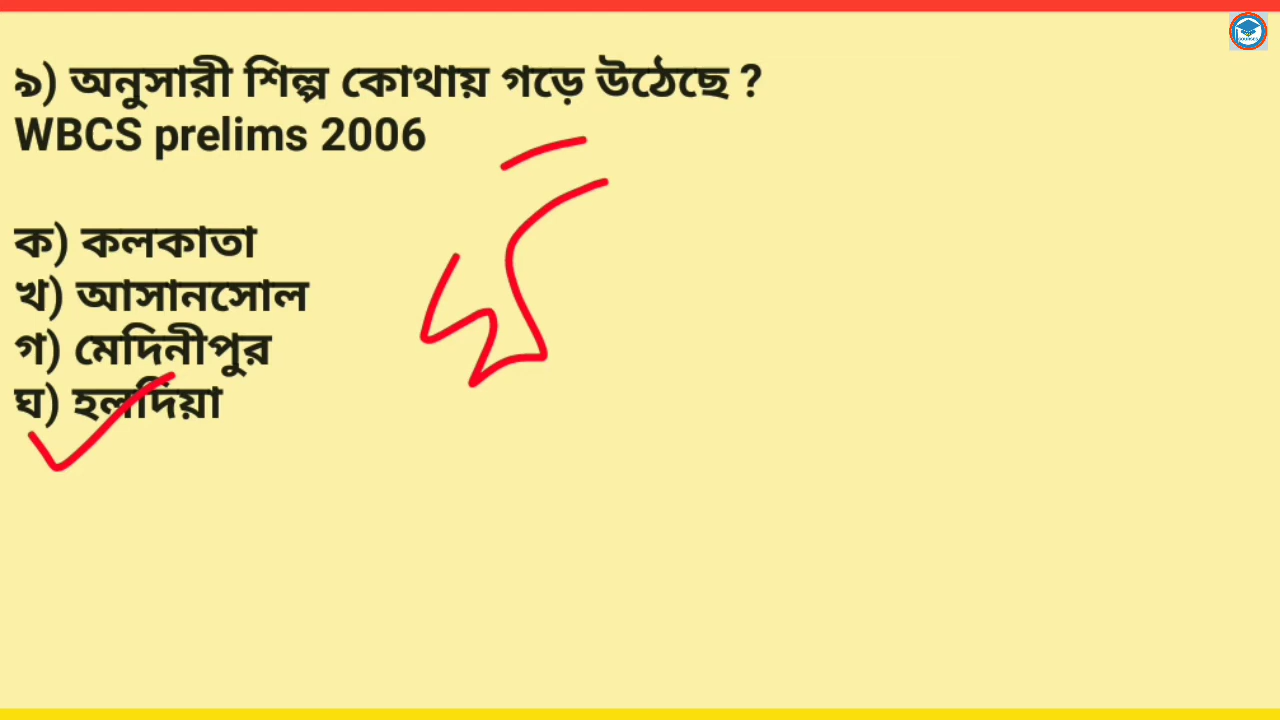 ৯) অনুসারী শিল্প কোথায় গড়ে উঠেছে ?
WBCS prelims 2006
ক) কলকাতা
খ) আসানসোল
গ) মেদিনীপুর
ঘ) হলদিয়া